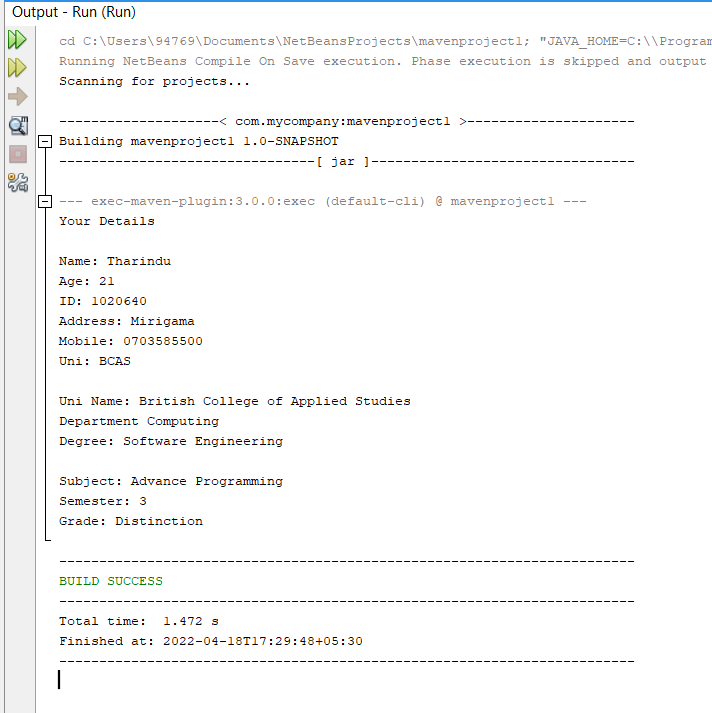 Output - Run (Run)
cd C:\Users\94769\Documents\NetBeansProjects\mavenproject1; "JAVA_HOME=C:\\Program
Running NetBeans Compile On Save execution. Phase execution is skipped and output
Scanning for projects...
--------------------< com.mycompany:mavenproject1 >---------------------
Building mavenproject1 1.0-SNAPSHOT
--------------------------------[ jar ]---------------------------------
--- exec-maven-plugin:3.0.0:exec (default-cli) @ mavenproject1 ---
Your Details
Name: Tharindu
Age: 21
ID: 1020640
Address: Mirigama
Mobile: 0703585500
Uni: BCAS
Uni Name: British College of Applied Studies
Department Computing
Degree: Software Engineering
Subject: Advance Programming
Semester: 3
Grade: Distinction
------------------------------------------------------------------------
BUILD SUCCESS
------------------------------------------------------------------------
Total time:  1.472 s
Finished at: 2022-04-18T17:29:48+05:30
------------------------------------------------------------------------